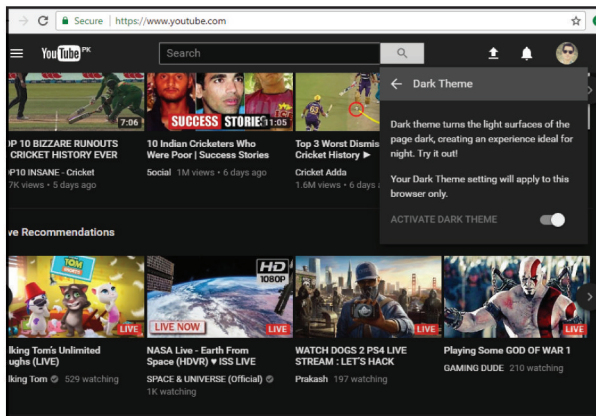 Secure | https://www.youtube.com
YouTube PK
Search
7:06
SUCCESS STORIES
11:05
OP 10 BIZZARE RUNOUTS
CRICKET HISTORY EVER
OP10 INSANE - Cricket
7K views • 5 days ago
10 Indian Cricketers Who
Were Poor | Success Stories
5ocial 1M views • 6 days ago
Top 3 Worst Dismis
Cricket History ►
Cricket Adda
1.6M views • 6 days
Dark Theme
Dark theme turns the light surfaces of the
page dark, creating an experience ideal for
night. Try it out!
Your Dark Theme setting will apply to this
browser only.
ACTIVATE DARK THEME
ve Recommendations
TOM
LIVE
HD
1080P
LIVE NOW
LIVE
LIVE
LIVE
lking Tom's Unlimited
ughs (LIVE)
lking Tom 529 watching
NASA Live - Earth From
Space (HDVR) ♥ ISS LIVE
SPACE & UNIVERSE (Official)
1K watching
WATCH DOGS 2 PS4 LIVE
STREAM : LET'S HACK
Prakash 197 watching
Playing Some GOD OF WAR 1
GAMING DUDE 210 watching